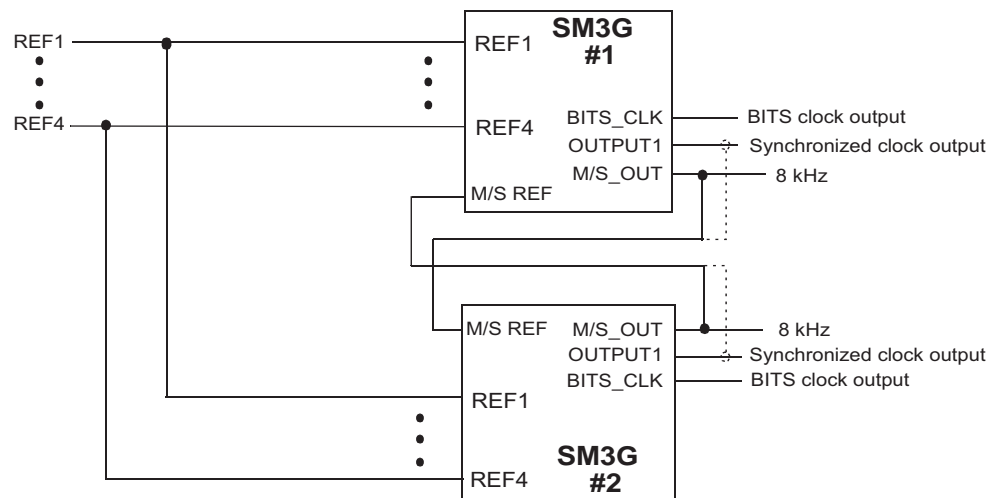 REF1
REF4
REF1
REF4
M/S REF
SM3G
#1
BITS_CLK
OUTPUT1
M/S_OUT
BITS clock output
Synchronized clock output
8 kHz
M/S REF
REF1
REF4
M/S_OUT
OUTPUT1
BITS_CLK
SM3G
#2
8 kHz
Synchronized clock output
BITS clock output